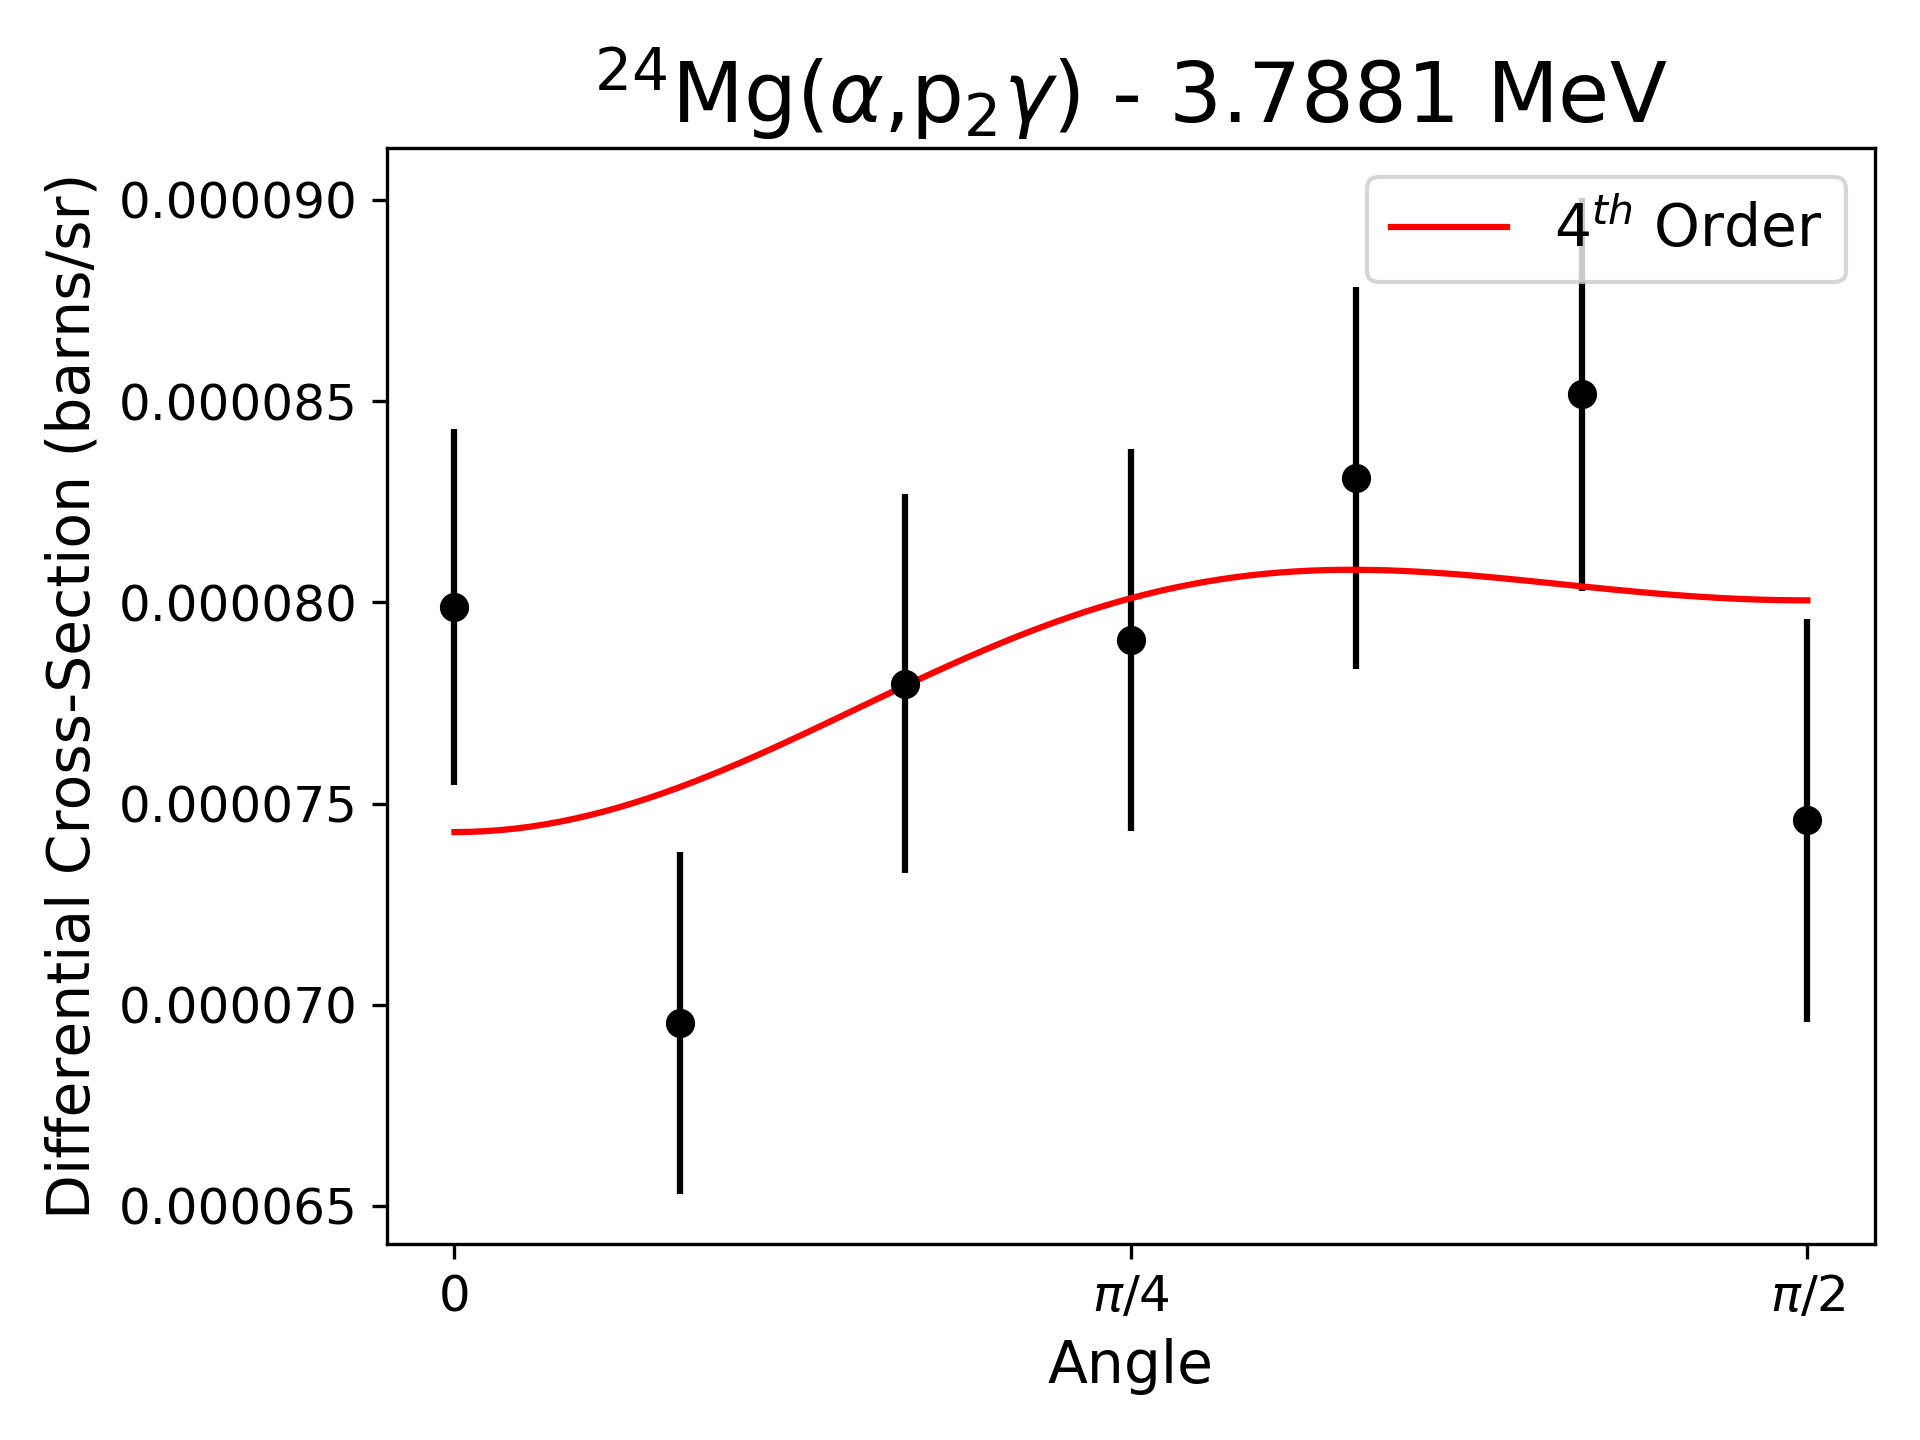 ²⁴Mg(α,p₂γ) - 3.7881 MeV
Differential Cross-Section (barns/sr)
0.000090
0.000085
0.000080
0.000075
0.000070
0.000065
4ᵗʰ Order
0 π/4 π/2
Angle